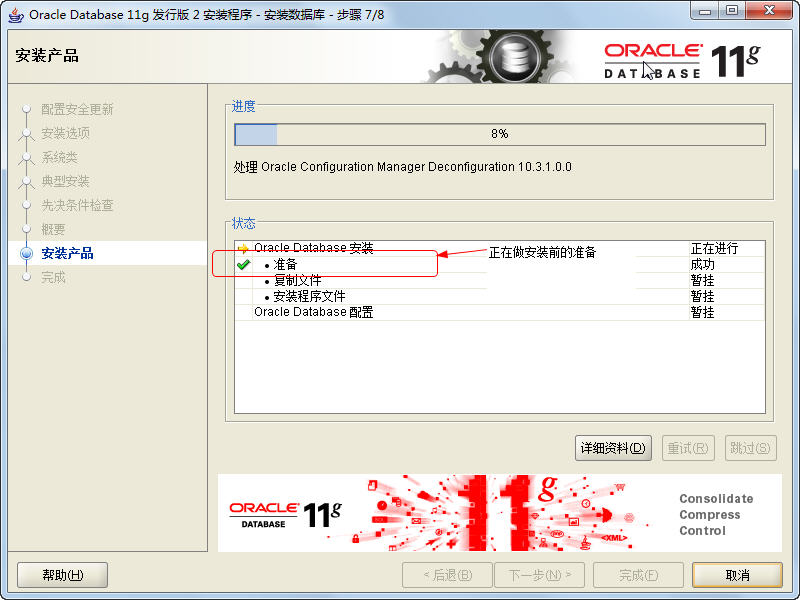 Oracle Database 11g 发行版 2 安装程序 - 安装数据库 - 步骤 7/8
安装产品
ORACLE
DATABASE
11g
配置安全更新
安装选项
系统类
典型安装
先决条件检查
概要
安装产品
完成
进度
8%
处理 Oracle Configuration Manager Deconfiguration 10.3.1.0.0
状态
Oracle Database 安装 正在进行
正在做安装前的准备
• 准备 成功
• 复制文件 暂挂
• 安装程序文件 暂挂
Oracle Database 配置 暂挂
详细资料(D) 重试(R) 跳过(S)
ORACLE
DATABASE
11g
11g
<XML>
Consolidate
Compress
Control
帮助(H) < 后退(B) 下一步(N) > 完成(F) 取消